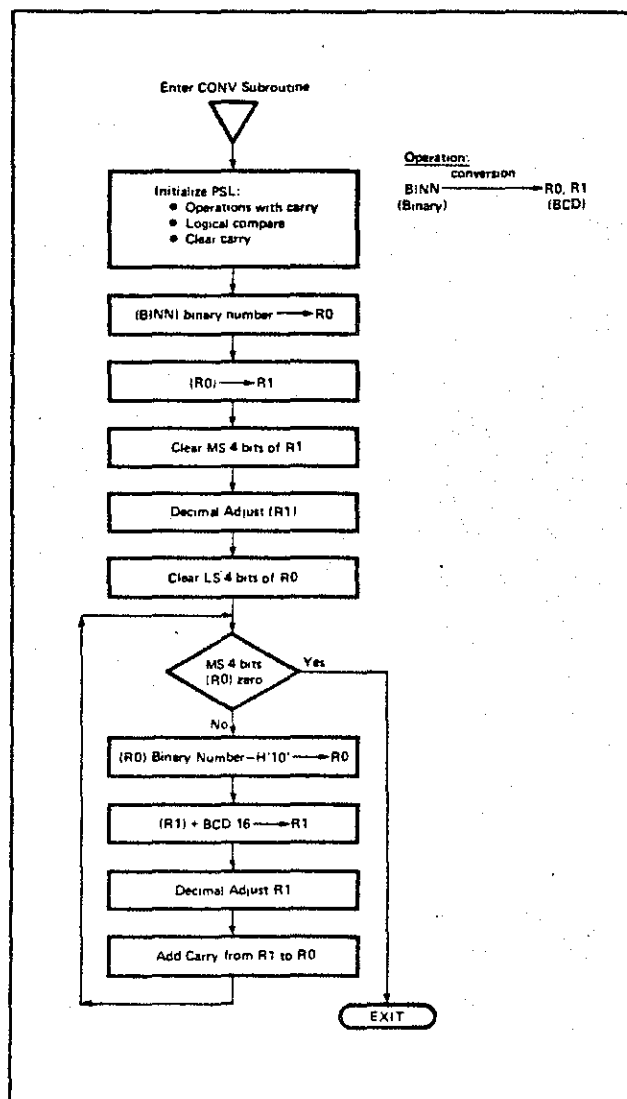 Enter CONV Subroutine
Initialize PSL:
● Operations with carry
● Logical compare
● Clear carry
Operation:
conversion
BINN ⟶ R0, R1
(Binary) (BCD)
(BINN) binary number ⟶ R0
(R0) ⟶ R1
Clear MS 4 bits of R1
Decimal Adjust (R1)
Clear LS 4 bits of R0
MS 4 bits
(R0) zero
Yes
No
(R0) Binary Number–H'10' ⟶ R0
(R1) + BCD 16 ⟶ R1
Decimal Adjust R1
Add Carry from R1 to R0
EXIT